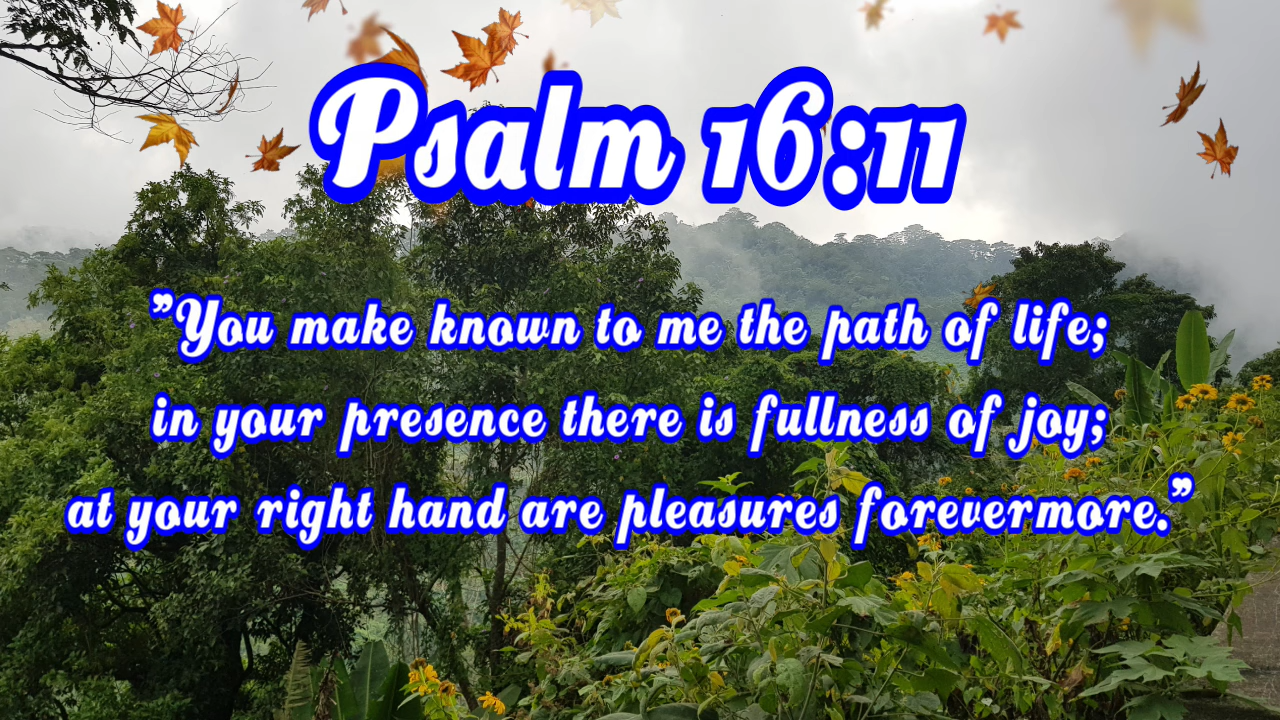 Psalm 16:11
"You make known to me the path of life;
in your presence there is fullness of joy;
at your right hand are pleasures forevermore."